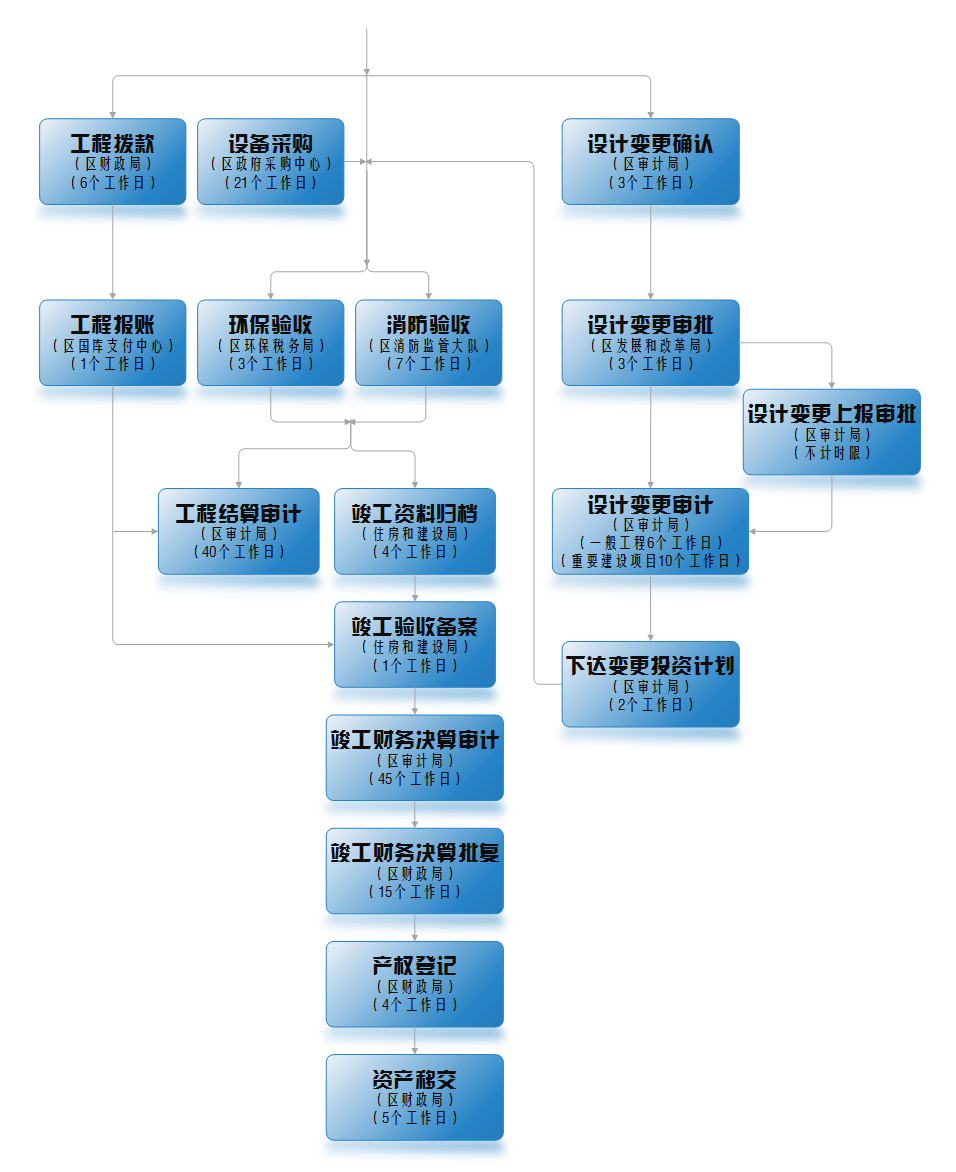 工程拨款
(区财政局)
(6个工作日)
设备采购
(区政府采购中心)
(21个工作日)
设计变更确认
(区审计局)
(3个工作日)
工程报账
(区国库支付中心)
(1个工作日)
环保验收
(区环保税务局)
(3个工作日)
消防验收
(区消防监管大队)
(7个工作日)
设计变更审批
(区发展和改革局)
(3个工作日)
设计变更上报审批
(区审计局)
(不计时限)
工程结算审计
(区审计局)
(40个工作日)
竣工资料归档
(住房和建设局)
(4个工作日)
设计变更审计
(区审计局)
(一般工程6个工作日)
(重要建设项目10个工作日)
竣工验收备案
(住房和建设局)
(1个工作日)
下达变更投资计划
(区审计局)
(2个工作日)
竣工财务决算审计
(区审计局)
(45个工作日)
竣工财务决算批复
(区财政局)
(15个工作日)
产权登记
(区财政局)
(4个工作日)
资产移交
(区财政局)
(5个工作日)